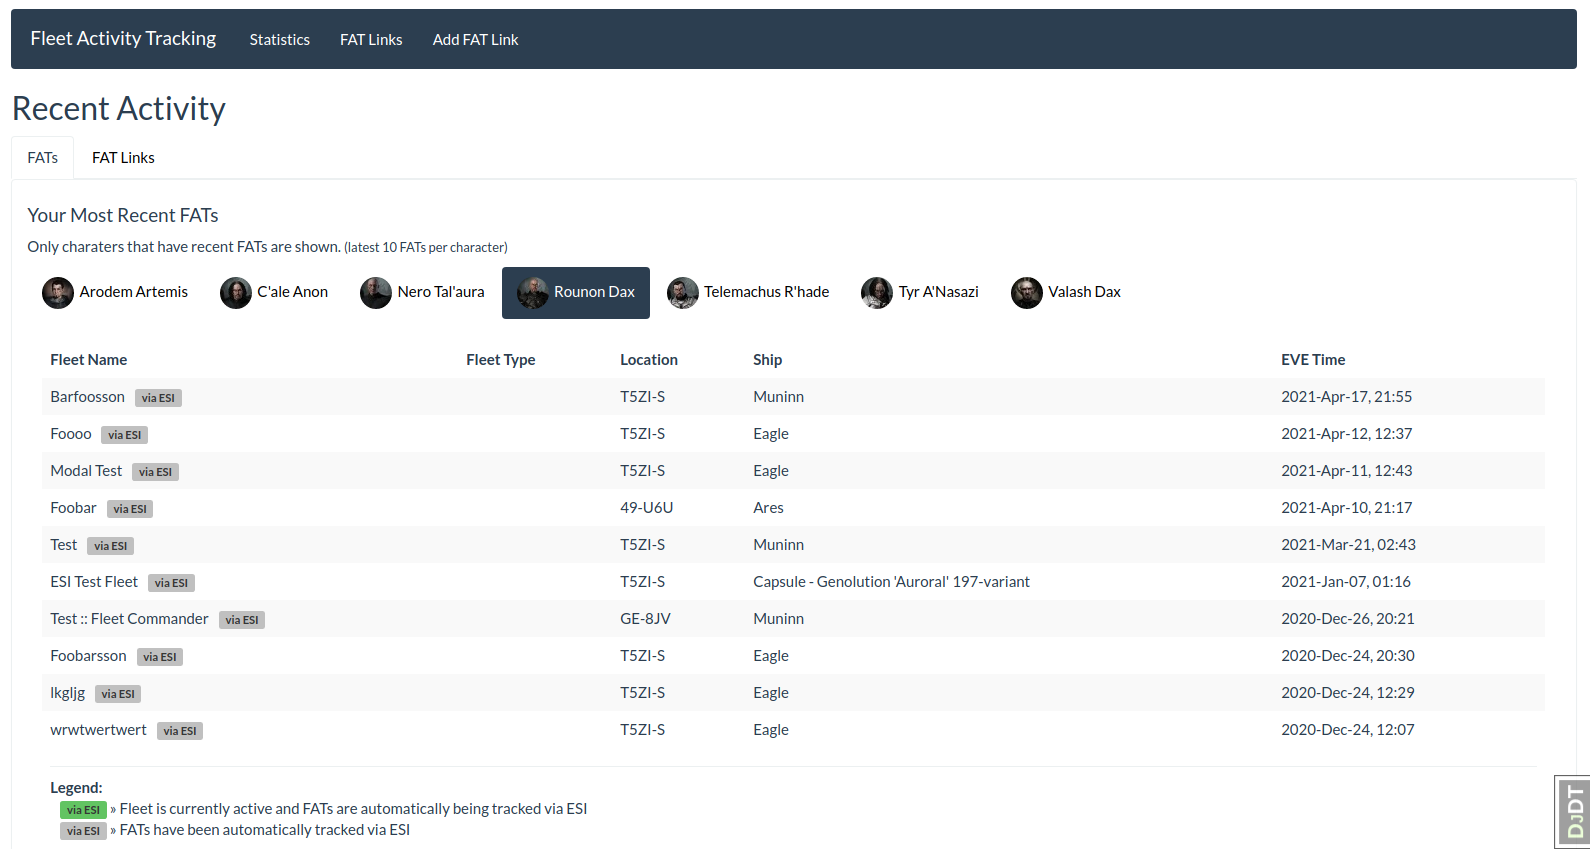 Fleet Activity Tracking Statistics FAT Links Add FAT Link
Recent Activity
FATs FAT Links
Your Most Recent FATs
Only charaters that have recent FATs are shown. (latest 10 FATs per character)
Arodem Artemis C'ale Anon Nero Tal'aura Rounon Dax Telemachus R'hade Tyr A'Nasazi Valash Dax
Fleet Name Fleet Type Location Ship EVE Time
Barfoosson via ESI T5ZI-S Muninn 2021-Apr-17, 21:55
Foooo via ESI T5ZI-S Eagle 2021-Apr-12, 12:37
Modal Test via ESI T5ZI-S Eagle 2021-Apr-11, 12:43
Foobar via ESI 49-U6U Ares 2021-Apr-10, 21:17
Test via ESI T5ZI-S Muninn 2021-Mar-21, 02:43
ESI Test Fleet via ESI T5ZI-S Capsule - Genolution 'Auroral' 197-variant 2021-Jan-07, 01:16
Test :: Fleet Commander via ESI GE-8JV Muninn 2020-Dec-26, 20:21
Foobarsson via ESI T5ZI-S Eagle 2020-Dec-24, 20:30
lkgljg via ESI T5ZI-S Eagle 2020-Dec-24, 12:29
wrwtwertwert via ESI T5ZI-S Eagle 2020-Dec-24, 12:07
Legend:
via ESI » Fleet is currently active and FATs are automatically being tracked via ESI
via ESI » FATs have been automatically tracked via ESI
DJDT